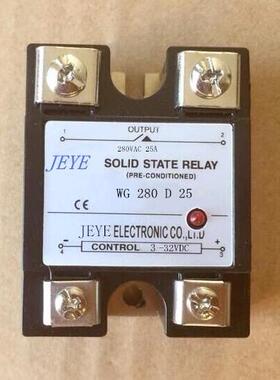 OUTPUT
1 2
280VAC 25A
JEYE SOLID STATE RELAY
(PRE-CONDITIONED)
WG 280 D 25
CE
JEYE ELECTRONIC CO.,LTD
- +
4 CONTROL 3-32VDC 3